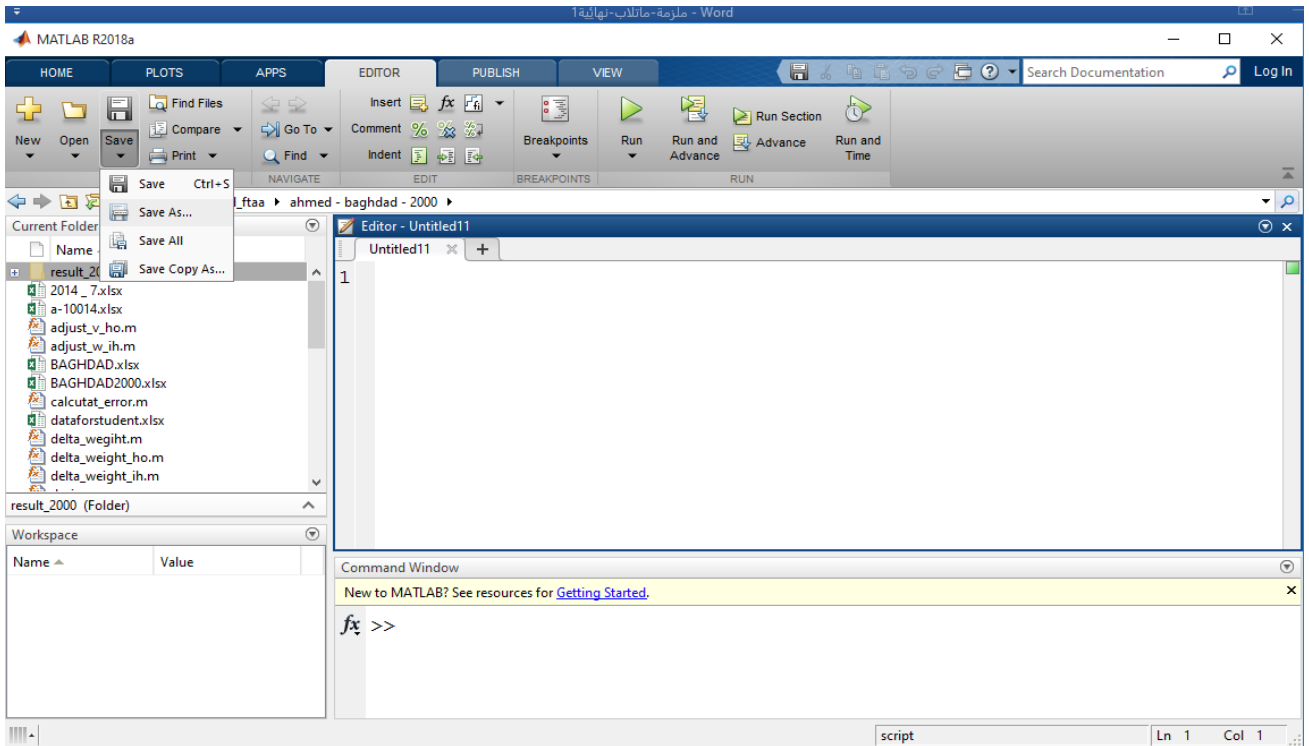 ملزمة-ماتلاب-نهائية1 - Word
MATLAB R2018a
HOME PLOTS APPS EDITOR PUBLISH VIEW Search Documentation Log In
New Open Save Find Files Compare Print Go To Find
Insert fx fi
Comment
Indent
Breakpoints Run Run and Advance Run Section Advance Run and Time
NAVIGATE EDIT BREAKPOINTS RUN
Save Ctrl+S
Save As...
Save All
Save Copy As...
l_ftaa ahmed - baghdad - 2000
Current Folder
Name
result_20
2014 _ 7.xlsx
a-10014.xlsx
adjust_v_ho.m
adjust_w_ih.m
BAGHDAD.xlsx
BAGHDAD2000.xlsx
calcutat_error.m
dataforstudent.xlsx
delta_wegiht.m
delta_weight_ho.m
delta_weight_ih.m
result_2000 (Folder)
Workspace
Name Value
Editor - Untitled11
Untitled11 +
1
Command Window
New to MATLAB? See resources for Getting Started.
fx >>
script Ln 1 Col 1